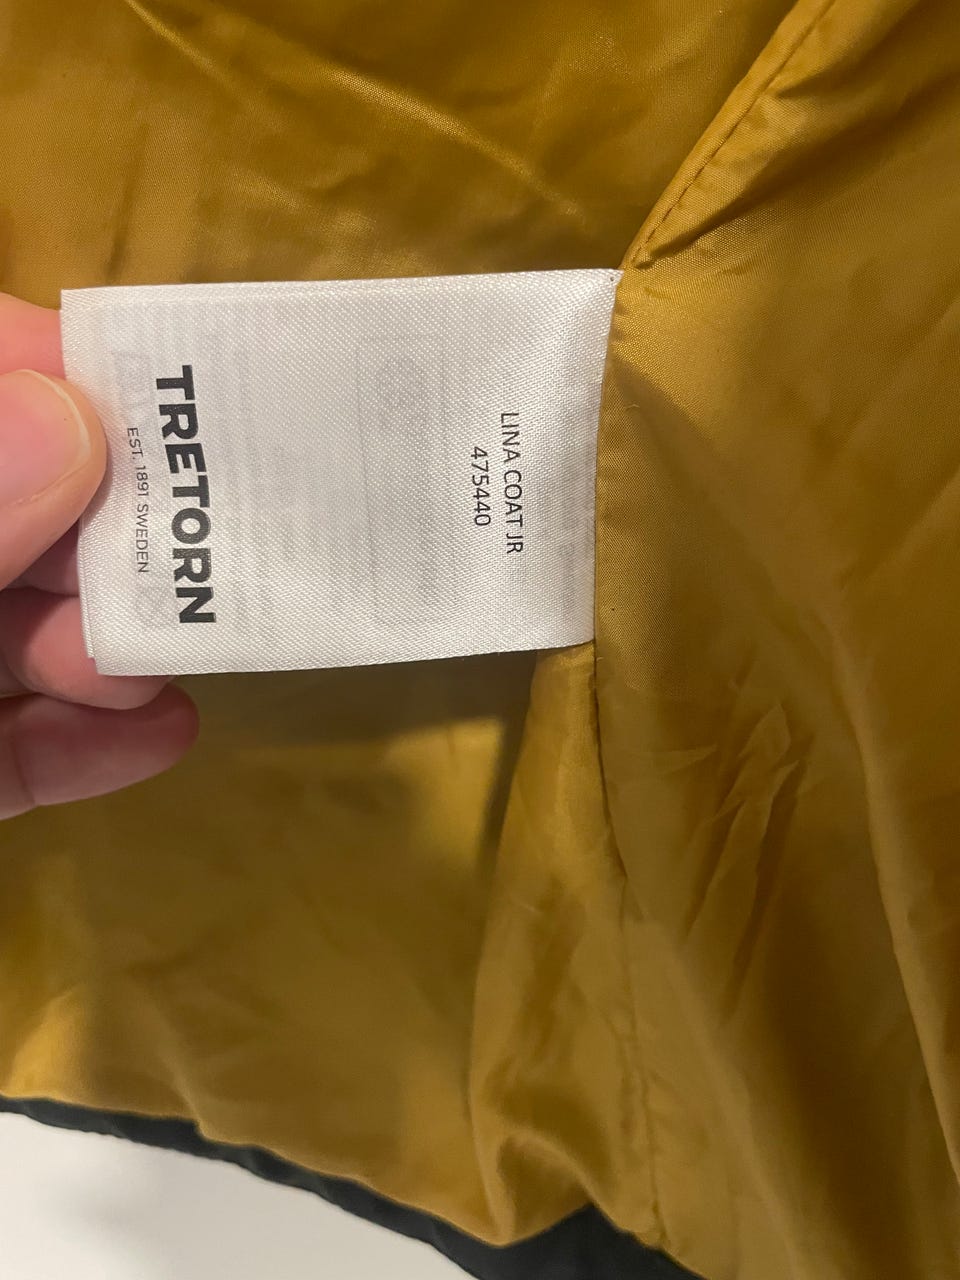 LINA COAT JR
475440
TRETORN
EST. 1891 SWEDEN